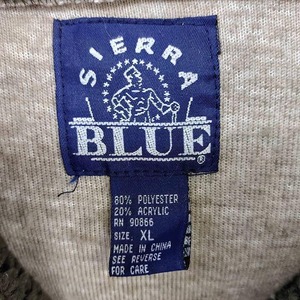 SIERRA
BLUE®
80% POLYESTER
20% ACRYLIC
RN 90866
SIZE: XL
MADE IN CHINA
SEE REVERSE
FOR CARE